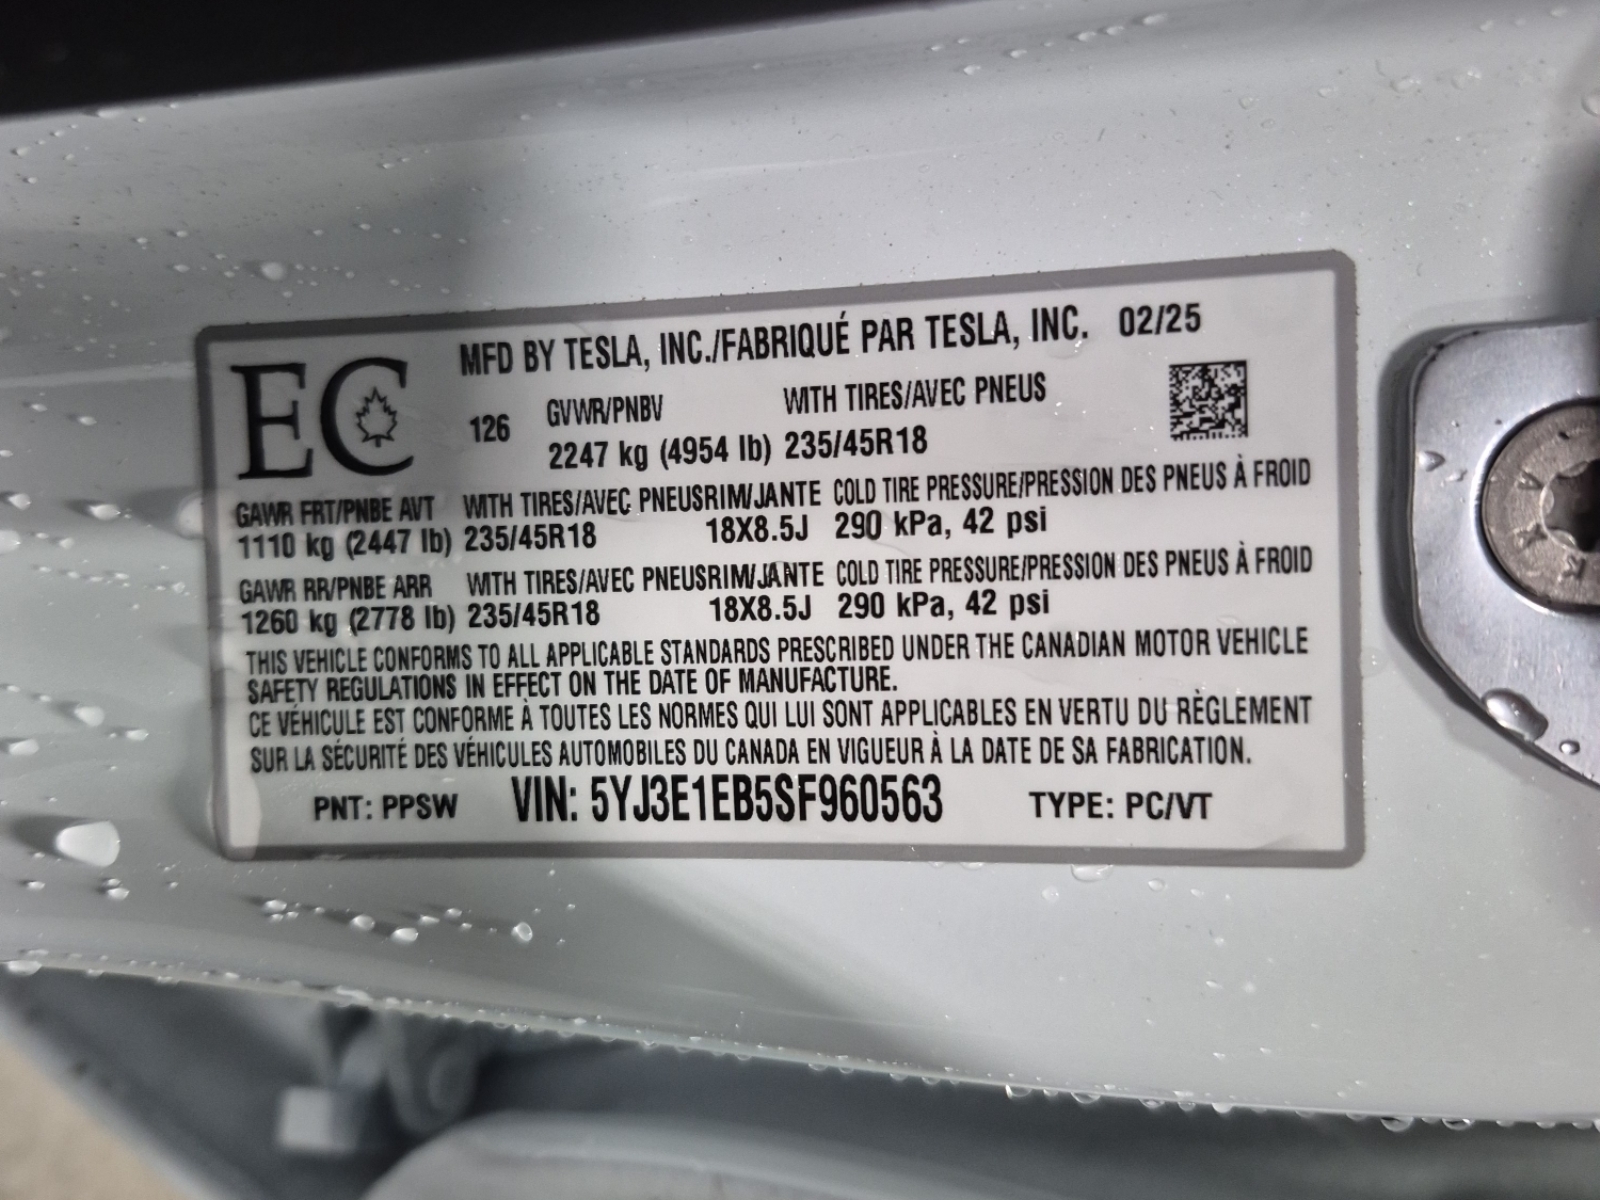 EC
MFD BY TESLA, INC./FABRIQUÉ PAR TESLA, INC. 02/25
126 GVWR/PNBV WITH TIRES/AVEC PNEUS
2247 kg (4954 lb) 235/45R18
GAWR FRT/PNBE AVT WITH TIRES/AVEC PNEUSRIM/JANTE COLD TIRE PRESSURE/PRESSION DES PNEUS À FROID
1110 kg (2447 lb) 235/45R18 18X8.5J 290 kPa, 42 psi
GAWR RR/PNBE ARR WITH TIRES/AVEC PNEUSRIM/JANTE COLD TIRE PRESSURE/PRESSION DES PNEUS À FROID
1260 kg (2778 lb) 235/45R18 18X8.5J 290 kPa, 42 psi
THIS VEHICLE CONFORMS TO ALL APPLICABLE STANDARDS PRESCRIBED UNDER THE CANADIAN MOTOR VEHICLE
SAFETY REGULATIONS IN EFFECT ON THE DATE OF MANUFACTURE.
CE VÉHICULE EST CONFORME À TOUTES LES NORMES QUI LUI SONT APPLICABLES EN VERTU DU RÈGLEMENT
SUR LA SÉCURITÉ DES VÉHICULES AUTOMOBILES DU CANADA EN VIGUEUR À LA DATE DE SA FABRICATION.
PNT: PPSW VIN: 5YJ3E1EB5SF960563 TYPE: PC/VT